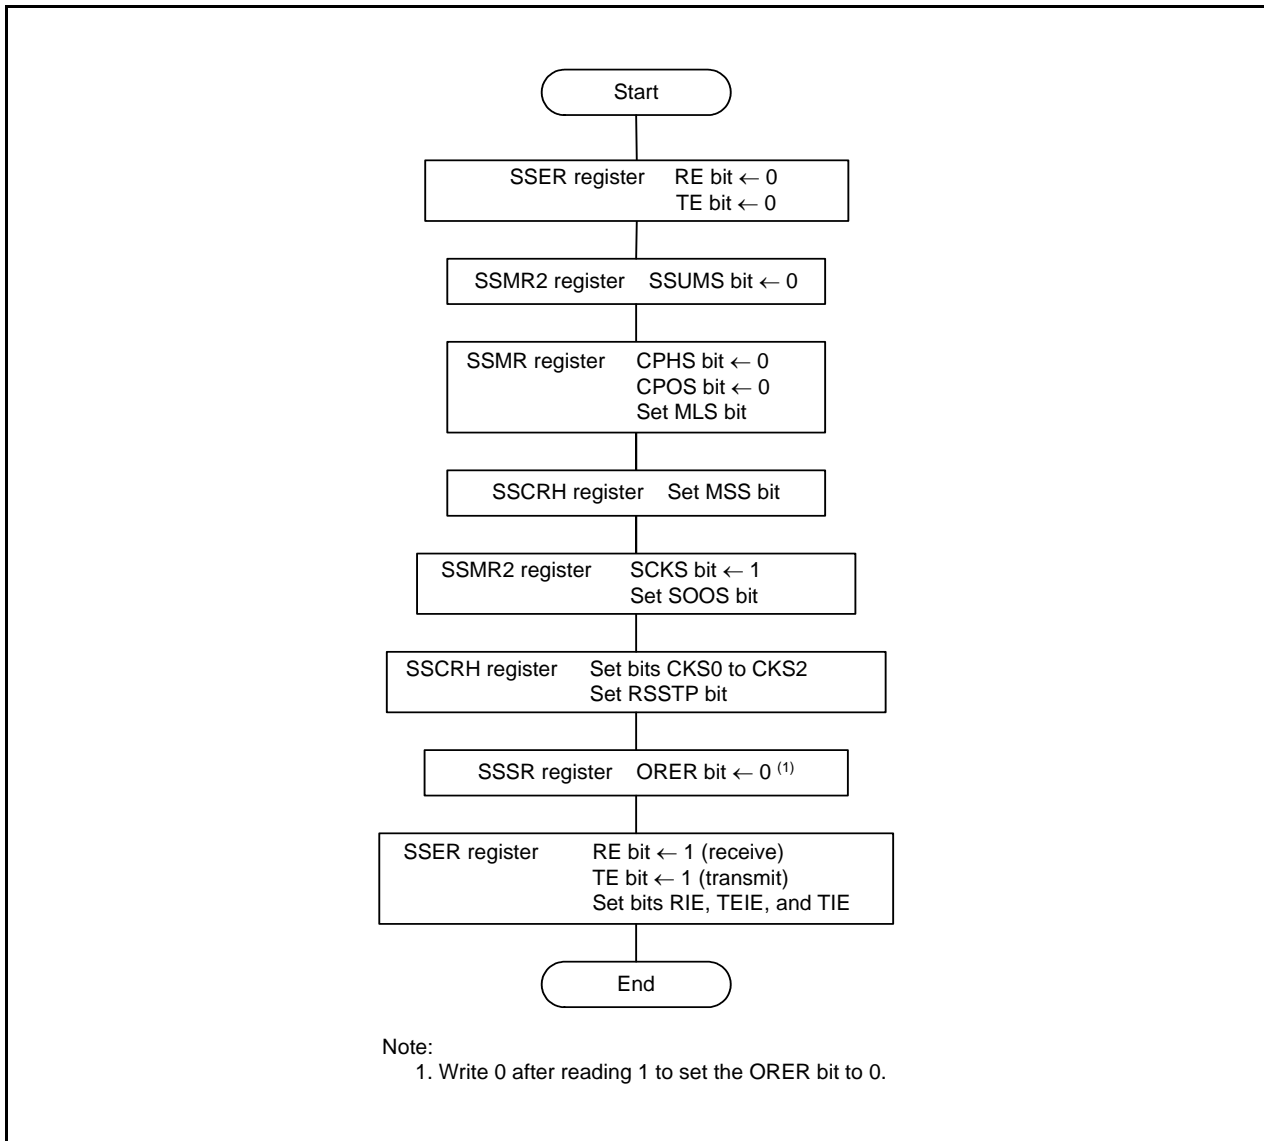 Start
SSER register RE bit ← 0
TE bit ← 0
SSMR2 register SSUMS bit ← 0
SSMR register CPHS bit ← 0
CPOS bit ← 0
Set MLS bit
SSCRH register Set MSS bit
SSMR2 register SCKS bit ← 1
Set SOOS bit
SSCRH register Set bits CKS0 to CKS2
Set RSSTP bit
SSSR register ORER bit ← 0 (1)
SSER register RE bit ← 1 (receive)
TE bit ← 1 (transmit)
Set bits RIE, TEIE, and TIE
End
Note:
1. Write 0 after reading 1 to set the ORER bit to 0.